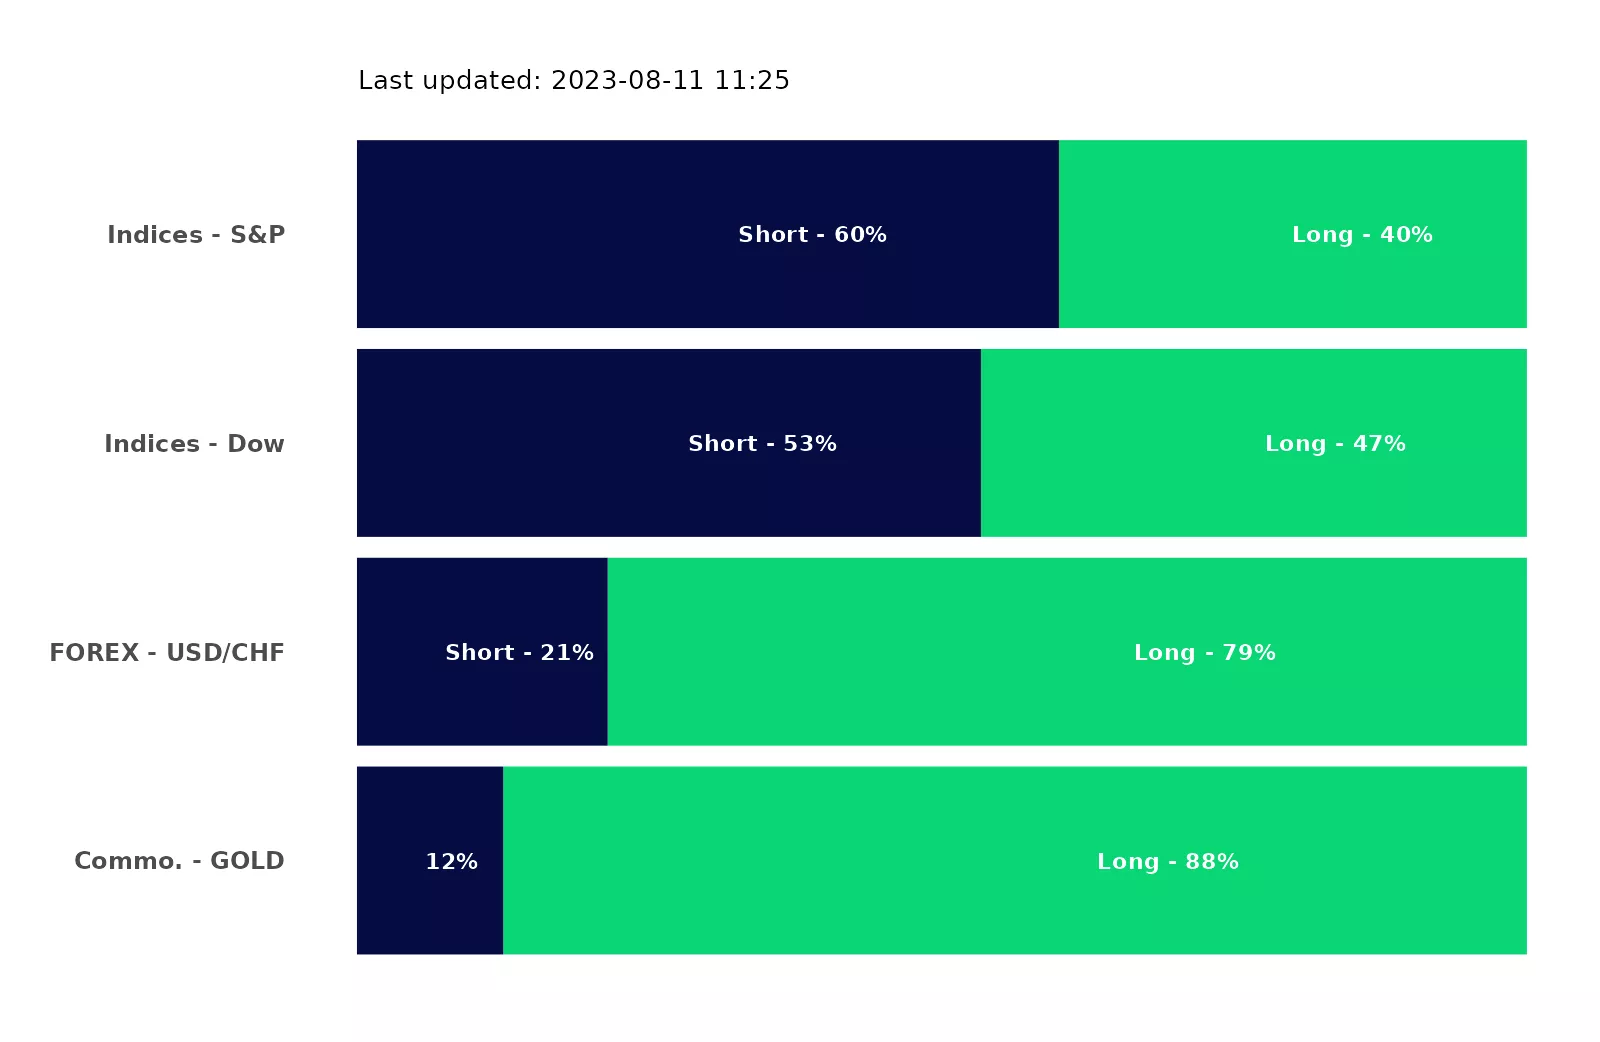 Last updated: 2023-08-11 11:25
Indices - S&P Short - 60% Long - 40%
Indices - Dow Short - 53% Long - 47%
FOREX - USD/CHF Short - 21% Long - 79%
Commo. - GOLD 12% Long - 88%